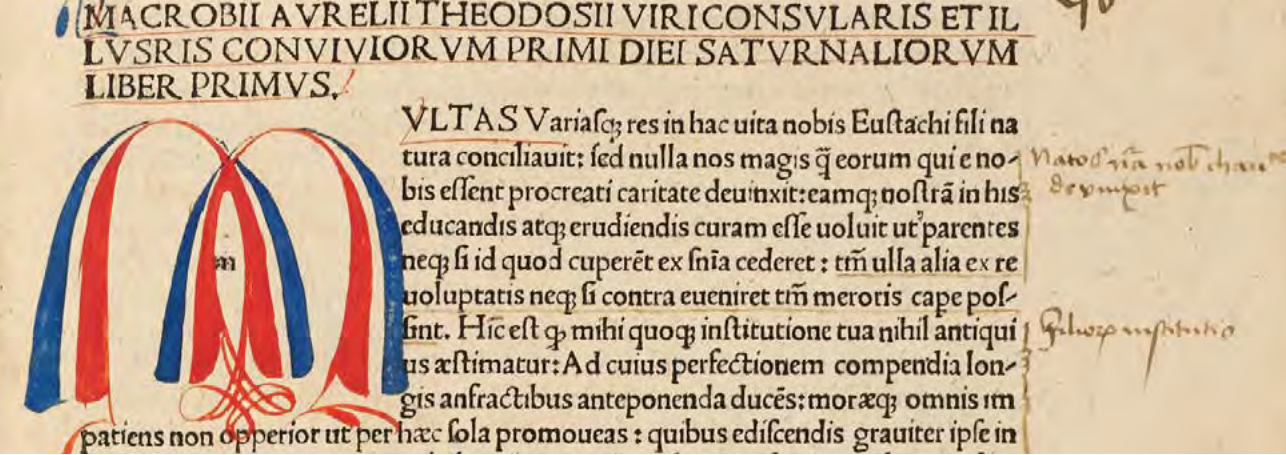 MACROBII AVRELII THEODOSII VIRI CONSVLARIS ET IL
LVSRIS CONVIVIORVM PRIMI DIEI SATVRNALIORVM
LIBER PRIMVS.
M
VLTAS Variasq; res in hac uita nobis Eustachi fili na
tura conciliauit: sed nulla nos magis q̃ eorum qui e no-
bis essent procreati caritate deuinxit: eamq; nostrã in his
educandis atq; erudiendis curam esse uoluit ut parentes
neq; si id quod cuperẽt ex snĩa cederet : tm̃ ulla alia ex re
uoluptatis neq; si contra eueniret tm̃ meroris cape pos-
sint. Hĩc est ꝙ mihi quoq; institutione tua nihil antiqui
us æstimatur: Ad cuius perfectionem compendia lon-
gis anfractibus anteponenda ducẽs: moræq; omnis im
patiens non opperior ut per hæc sola promoueas : quibus ediscendis grauiter ipse in
institutio